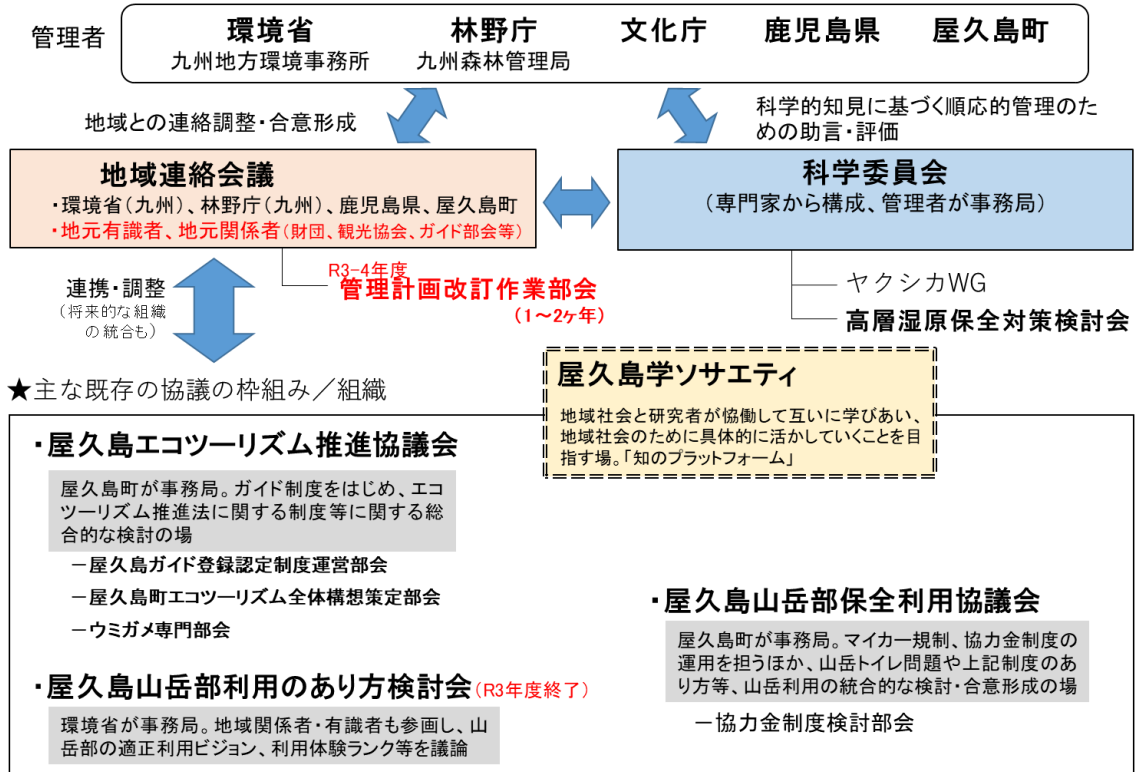 管理者
環境省 林野庁 文化庁 鹿児島県 屋久島町
九州地方環境事務所 九州森林管理局
地域との連絡調整・合意形成
科学的知見に基づく順応的管理のた
めの助言・評価
地域連絡会議
・環境省(九州)、林野庁(九州)、鹿児島県、屋久島町
・地元有識者、地元関係者(財団、観光協会、ガイド部会等)
科学委員会
(専門家から構成、管理者が事務局)
R3-4年度
管理計画改訂作業部会
(1~2ヶ年)
ヤクシカWG
高層湿原保全対策検討会
連携・調整
(将来的な組織
の統合も)
★主な既存の協議の枠組み/組織
屋久島学ソサエティ
地域社会と研究者が恊働して互いに学びあい、
地域社会のために具体的に活かしていくことを目
指す場。「知のプラットフォーム」
・屋久島エコツーリズム推進協議会
屋久島町が事務局。ガイド制度をはじめ、エコ
ツーリズム推進法に関する制度等に関する総
合的な検討の場
-屋久島ガイド登録認定制度運営部会
-屋久島町エコツーリズム全体構想策定部会
-ウミガメ専門部会
・屋久島山岳部利用のあり方検討会(R3年度終了)
環境省が事務局。地域関係者・有識者も参画し、山
岳部の適正利用ビジョン、利用体験ランク等を議論
・屋久島山岳部保全利用協議会
屋久島町が事務局。マイカー規制、協力金制度の
運用を担うほか、山岳トイレ問題や上記制度のあ
り方等、山岳利用の統合的な検討・合意形成の場
-協力金制度検討部会